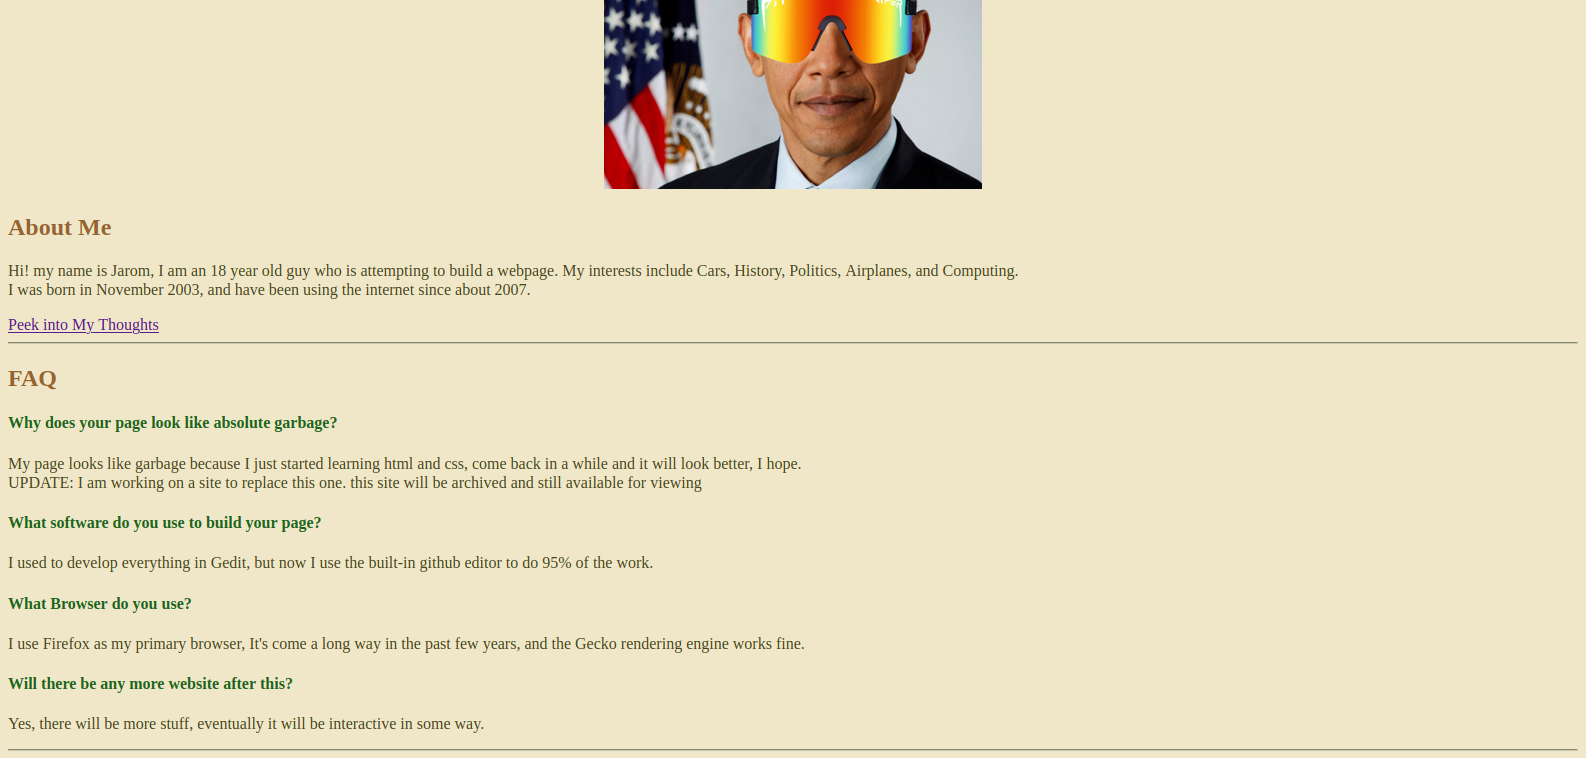 About Me
Hi! my name is Jarom, I am an 18 year old guy who is attempting to build a webpage. My interests include Cars, History, Politics, Airplanes, and Computing.
I was born in November 2003, and have been using the internet since about 2007.
Peek into My Thoughts
FAQ
Why does your page look like absolute garbage?
My page looks like garbage because I just started learning html and css, come back in a while and it will look better, I hope.
UPDATE: I am working on a site to replace this one. this site will be archived and still available for viewing
What software do you use to build your page?
I used to develop everything in Gedit, but now I use the built-in github editor to do 95% of the work.
What Browser do you use?
I use Firefox as my primary browser, It's come a long way in the past few years, and the Gecko rendering engine works fine.
Will there be any more website after this?
Yes, there will be more stuff, eventually it will be interactive in some way.